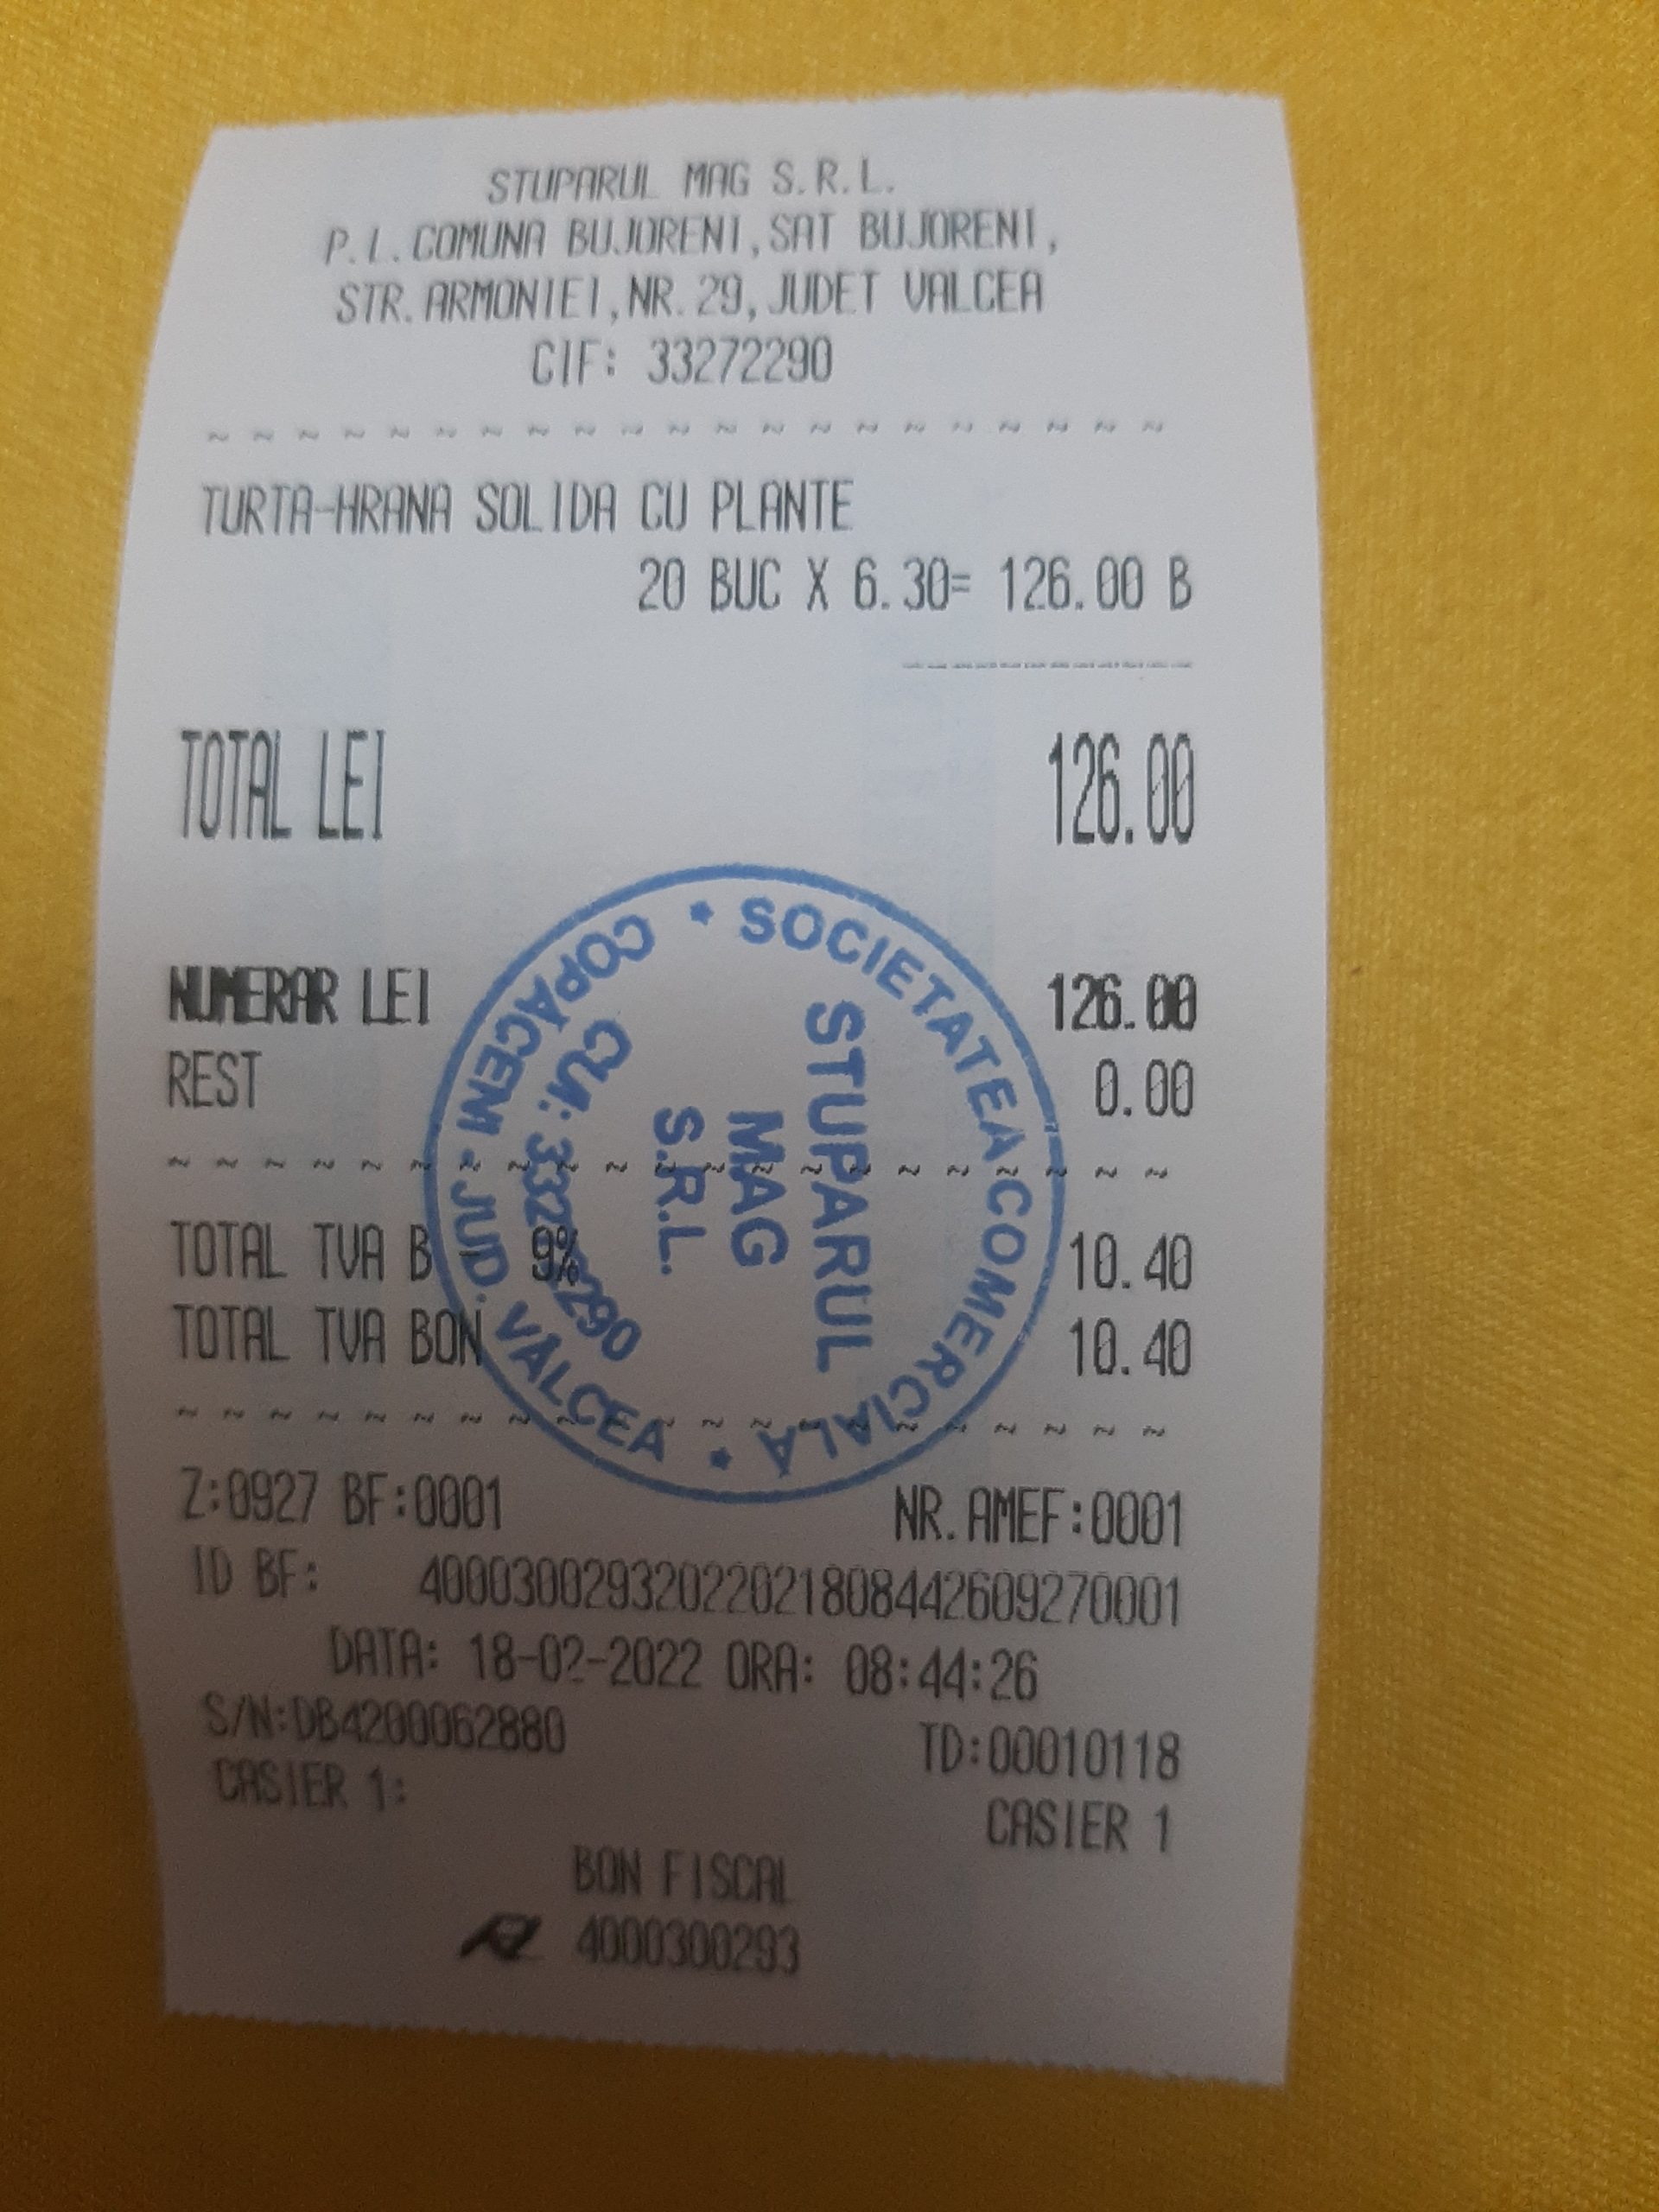 STUPARUL MAG S.R.L.
P.L.COMUNA BUJORENI,SAT BUJORENI,
STR.ARMONIEI,NR.29,JUDET VALCEA
CIF: 33272290
~ ~ ~ ~ ~ ~ ~ ~ ~ ~ ~ ~ ~ ~ ~ ~ ~ ~ ~ ~ ~
TURTA-HRANA SOLIDA CU PLANTE
20 BUC X 6.30= 126.00 B
------------
TOTAL LEI 126.00
NUMERAR LEI 126.00
REST 0.00
~ ~ ~ ~ ~ ~ ~ ~ ~ ~ ~ ~ ~ ~ ~ ~ ~ ~ ~ ~ ~
TOTAL TVA B - 9% 10.40
TOTAL TVA BON 10.40
~ ~ ~ ~ ~ ~ ~ ~ ~ ~ ~ ~ ~ ~ ~ ~ ~ ~ ~ ~ ~
Z:0927 BF:0001 NR.AMEF:0001
ID BF: 40003002932022021808442609270001
DATA: 18-02-2022 ORA: 08:44:26
S/N:DB4200062880 TD:00010118
CASIER 1: CASIER 1
BON FISCAL
4000300293
* SOCIETATEA COMERCIALĂ *
STUPARUL
MAG
S.R.L.
CUI:
COPĂCENI - JUD. VÂLCEA